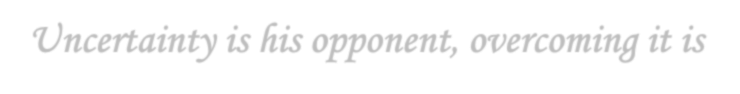 Uncertainty is his opponent, overcoming it is